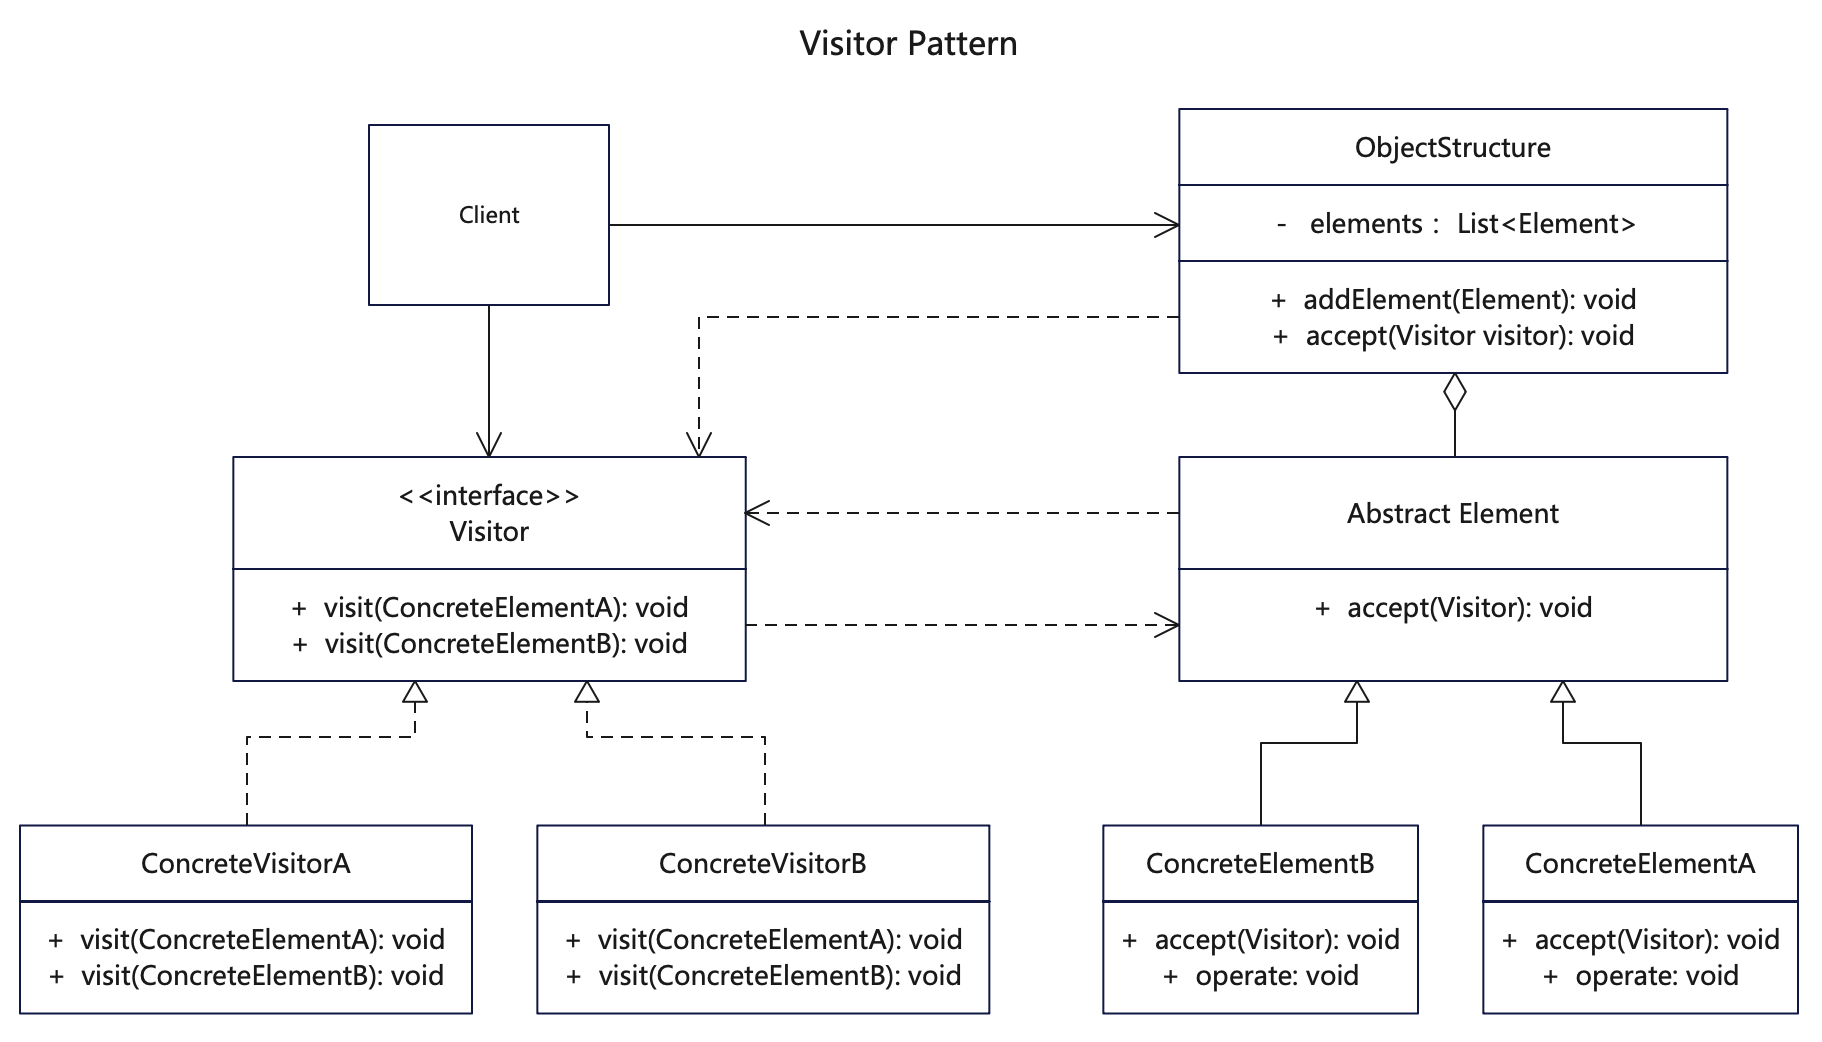 Visitor Pattern
Client
ObjectStructure
- elements : List<Element>
+ addElement(Element): void
+ accept(Visitor visitor): void
<<interface>>
Visitor
+ visit(ConcreteElementA): void
+ visit(ConcreteElementB): void
Abstract Element
+ accept(Visitor): void
ConcreteVisitorA
+ visit(ConcreteElementA): void
+ visit(ConcreteElementB): void
ConcreteVisitorB
+ visit(ConcreteElementA): void
+ visit(ConcreteElementB): void
ConcreteElementB
+ accept(Visitor): void
+ operate: void
ConcreteElementA
+ accept(Visitor): void
+ operate: void